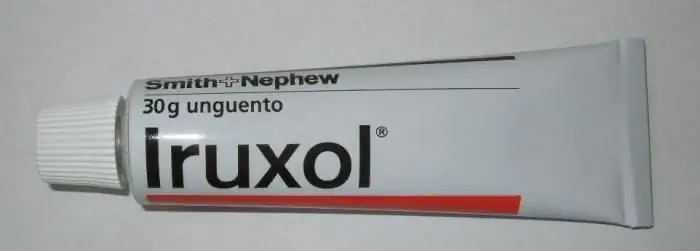 Smith+Nephew
30g unguento
Iruxol®